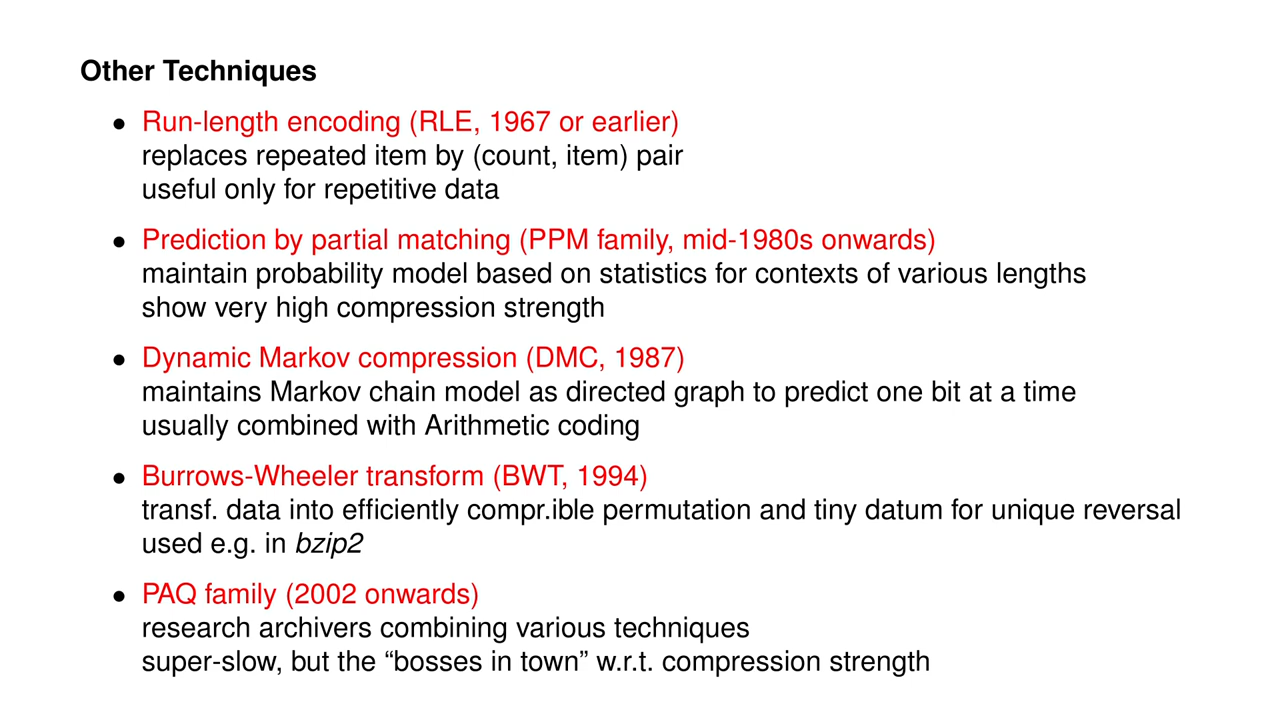 Other Techniques
• Run-length encoding (RLE, 1967 or earlier)
replaces repeated item by (count, item) pair
useful only for repetitive data
• Prediction by partial matching (PPM family, mid-1980s onwards)
maintain probability model based on statistics for contexts of various lengths
show very high compression strength
• Dynamic Markov compression (DMC, 1987)
maintains Markov chain model as directed graph to predict one bit at a time
usually combined with Arithmetic coding
• Burrows-Wheeler transform (BWT, 1994)
transf. data into efficiently compr.ible permutation and tiny datum for unique reversal
used e.g. in bzip2
• PAQ family (2002 onwards)
research archivers combining various techniques
super-slow, but the “bosses in town” w.r.t. compression strength